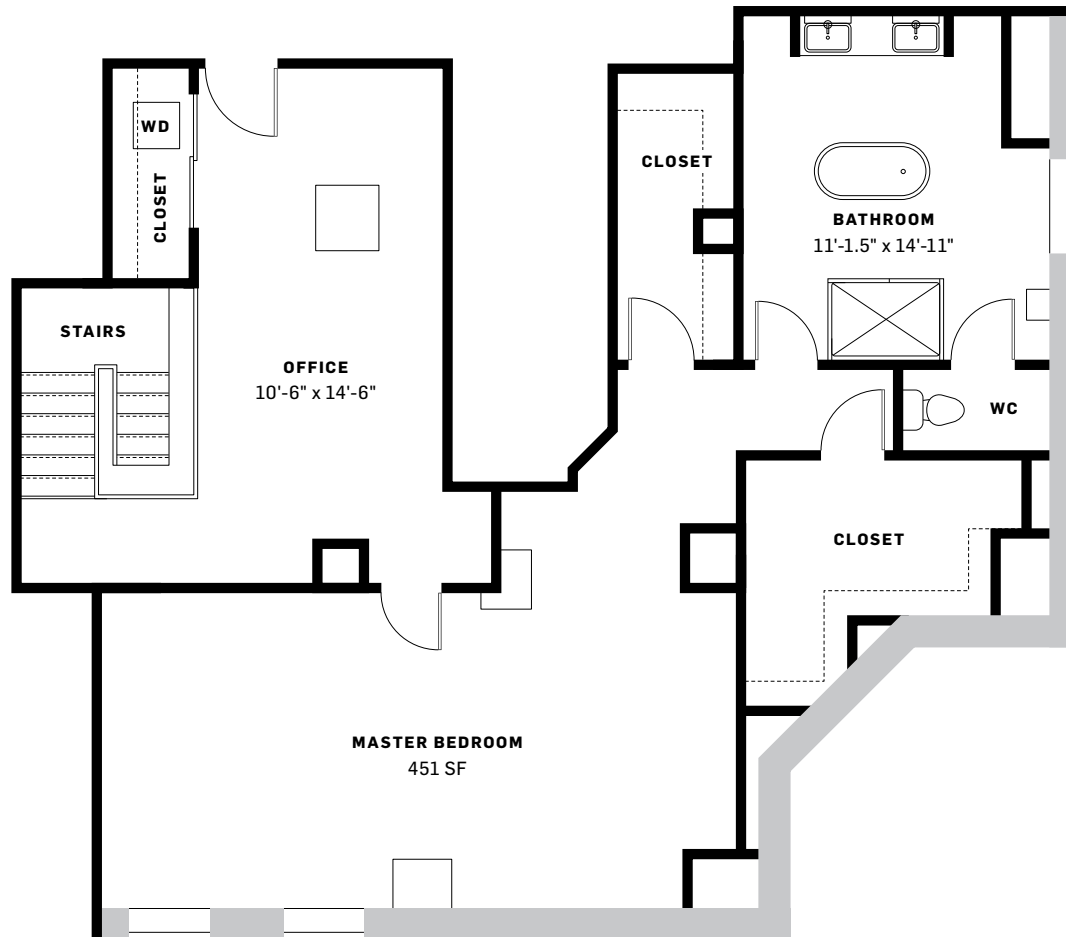 WD
CLOSET
CLOSET
BATHROOM
11'-1.5" x 14'-11"
STAIRS
OFFICE
10'-6" x 14'-6"
WC
CLOSET
MASTER BEDROOM
451 SF